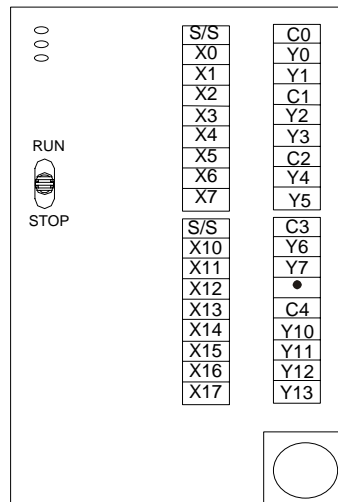 RUN
STOP
S/S
X0
X1
X2
X3
X4
X5
X6
X7
S/S
X10
X11
X12
X13
X14
X15
X16
X17
C0
Y0
Y1
C1
Y2
Y3
C2
Y4
Y5
C3
Y6
Y7
●
C4
Y10
Y11
Y12
Y13